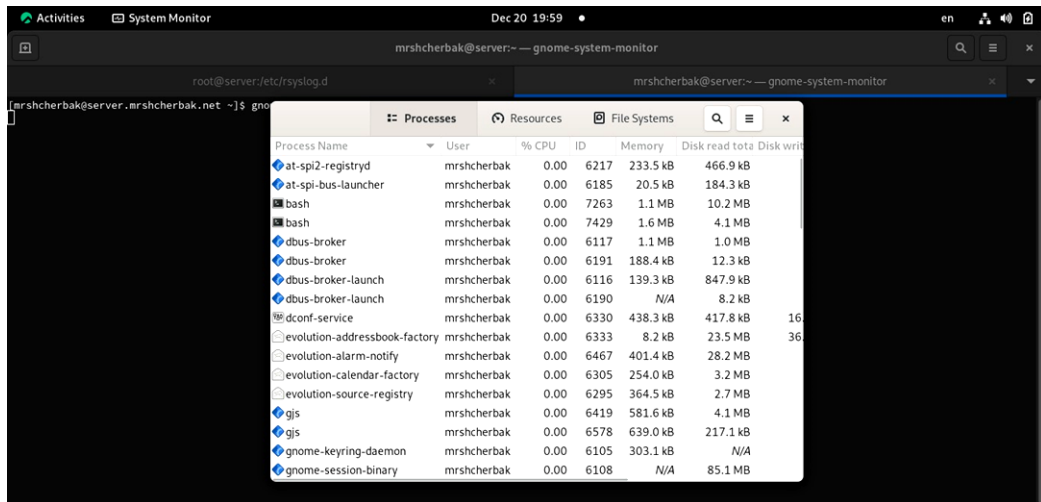 Activities System Monitor Dec 20 19:59 en
mrshcherbak@server:~ — gnome-system-monitor
root@server:/etc/rsyslog.d mrshcherbak@server:~ — gnome-system-monitor
[mrshcherbak@server.mrshcherbak.net ~]$ gno
Processes Resources File Systems
Process Name User % CPU ID Memory Disk read tota Disk writ
at-spi2-registryd mrshcherbak 0.00 6217 233.5 kB 466.9 kB
at-spi-bus-launcher mrshcherbak 0.00 6185 20.5 kB 184.3 kB
bash mrshcherbak 0.00 7263 1.1 MB 10.2 MB
bash mrshcherbak 0.00 7429 1.6 MB 4.1 MB
dbus-broker mrshcherbak 0.00 6117 1.1 MB 1.0 MB
dbus-broker mrshcherbak 0.00 6191 188.4 kB 12.3 kB
dbus-broker-launch mrshcherbak 0.00 6116 139.3 kB 847.9 kB
dbus-broker-launch mrshcherbak 0.00 6190 N/A 8.2 kB
dconf-service mrshcherbak 0.00 6330 438.3 kB 417.8 kB 16.
evolution-addressbook-factory mrshcherbak 0.00 6333 8.2 kB 23.5 MB 36.
evolution-alarm-notify mrshcherbak 0.00 6467 401.4 kB 28.2 MB
evolution-calendar-factory mrshcherbak 0.00 6305 254.0 kB 3.2 MB
evolution-source-registry mrshcherbak 0.00 6295 364.5 kB 2.7 MB
gjs mrshcherbak 0.00 6419 581.6 kB 4.1 MB
gjs mrshcherbak 0.00 6578 639.0 kB 217.1 kB
gnome-keyring-daemon mrshcherbak 0.00 6105 303.1 kB N/A
gnome-session-binary mrshcherbak 0.00 6108 N/A 85.1 MB